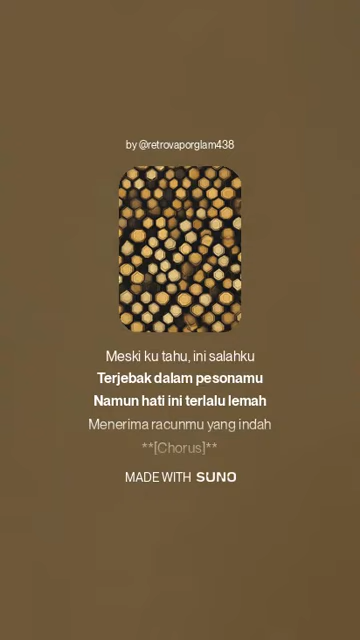 by @retrovaporglam438
Meski ku tahu, ini salahku
Terjebak dalam pesonamu
Namun hati ini terlalu lemah
Menerima racunmu yang indah
**[Chorus]**
MADE WITH SUNO